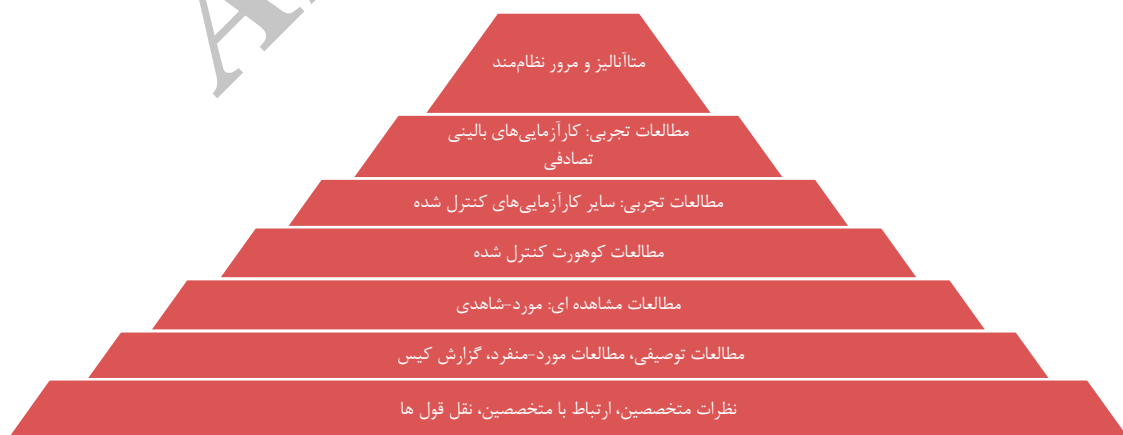 متاآنالیز و مرور نظام‌مند
مطالعات تجربی: کارآزمایی‌های بالینی
تصادفی
مطالعات تجربی: سایر کارآزمایی‌های کنترل شده
مطالعات کوهورت کنترل شده
مطالعات مشاهده ای: مورد-شاهدی
مطالعات توصیفی، مطالعات مورد-منفرد، گزارش کیس
نظرات متخصصین، ارتباط با متخصصین، نقل قول ها